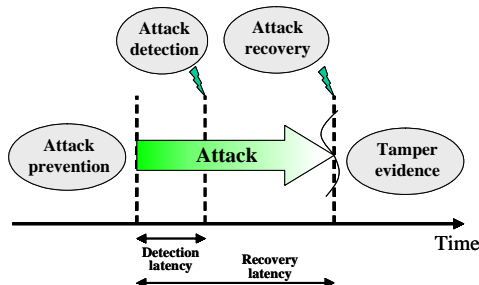 Attack
detection
Attack
recovery
Attack
prevention
Attack
Tamper
evidence
Time
Detection
latency
Recovery
latency